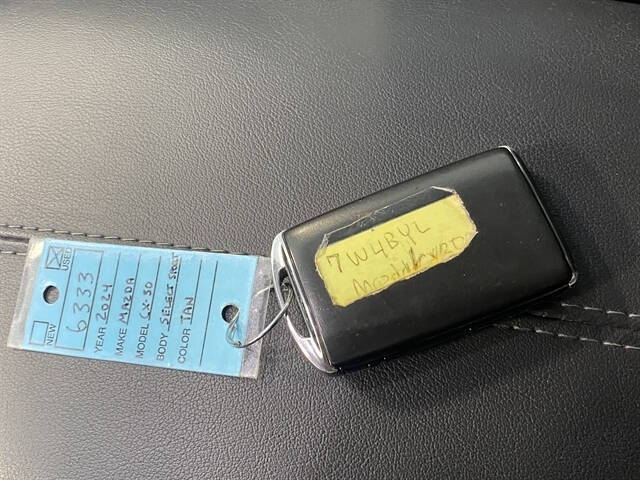 NEW
USED
6333
YEAR 2024
MAKE MAZDA
MODEL CX-30
BODY SELECT SPORT
COLOR TAN
7W4BYL